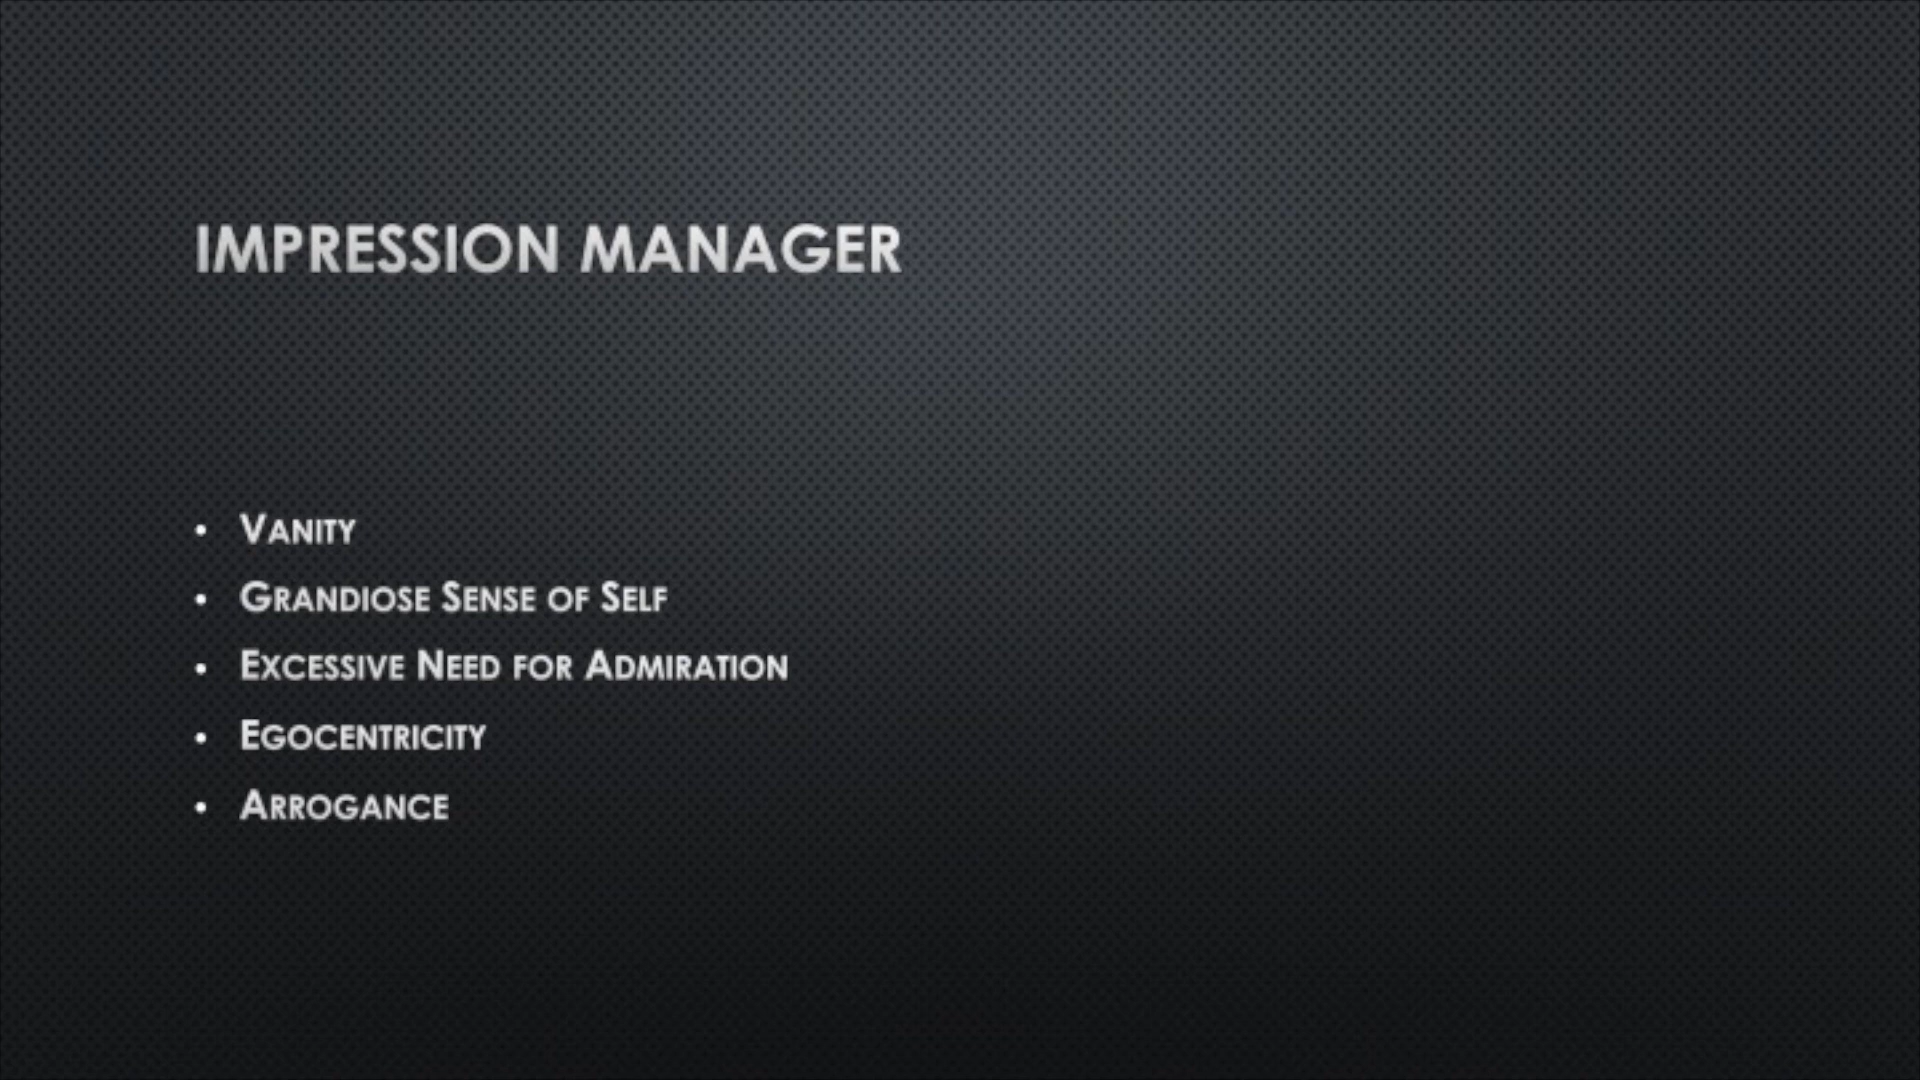 IMPRESSION MANAGER
• VANITY
• GRANDIOSE SENSE OF SELF
• EXCESSIVE NEED FOR ADMIRATION
• EGOCENTRICITY
• ARROGANCE